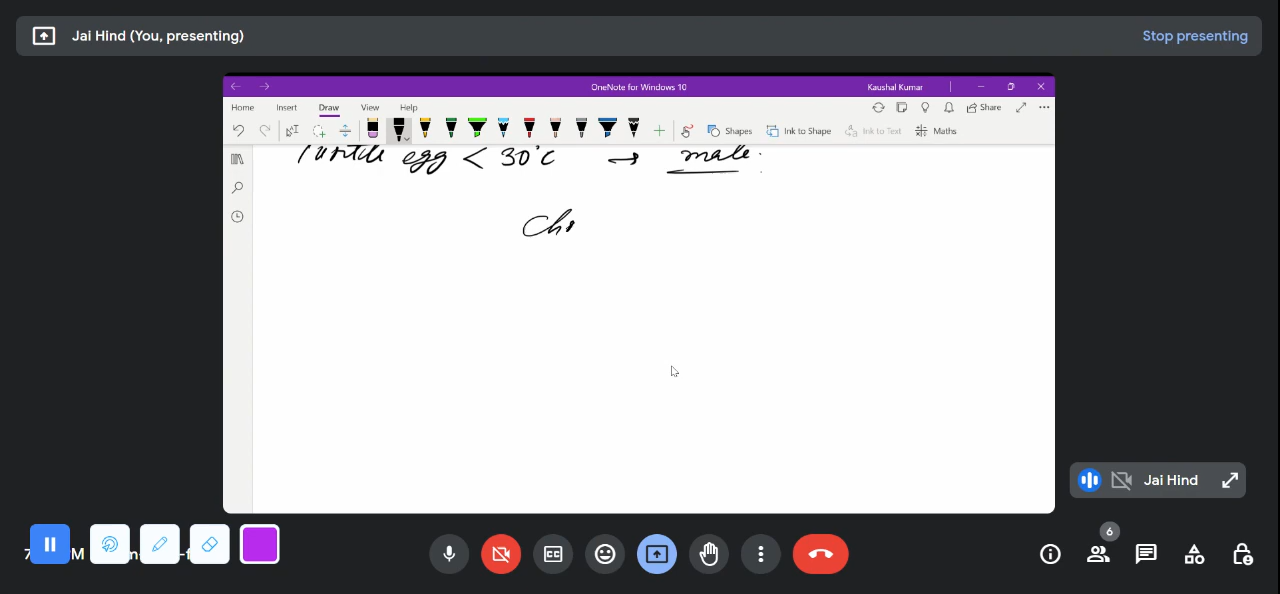 Jai Hind (You, presenting)
Stop presenting
OneNote for Windows 10
Kaushal Kumar
Home Insert Draw View Help
Share
Shapes Ink to Shape Ink to Text Maths
egg < 30°C → male
Jai Hind
6